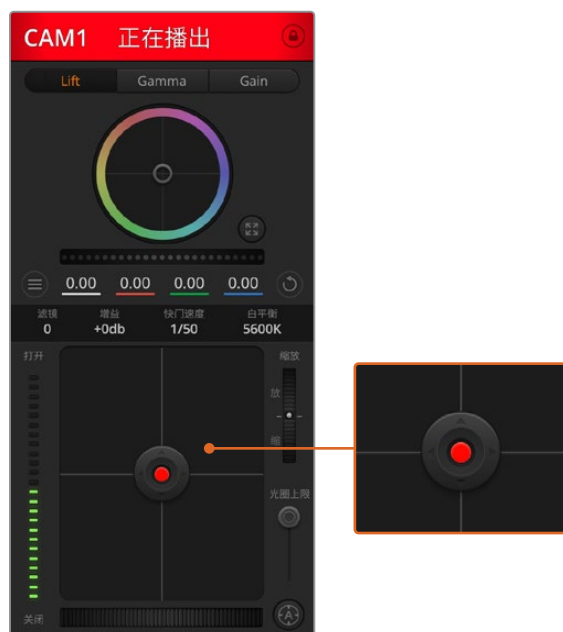 CAM1 正在播出
Lift Gamma Gain
0.00 0.00 0.00 0.00
滤镜 增益 快门速度 白平衡
0 +0db 1/50 5600K
打开 缩放
放
缩
光圈上限
关闭 A